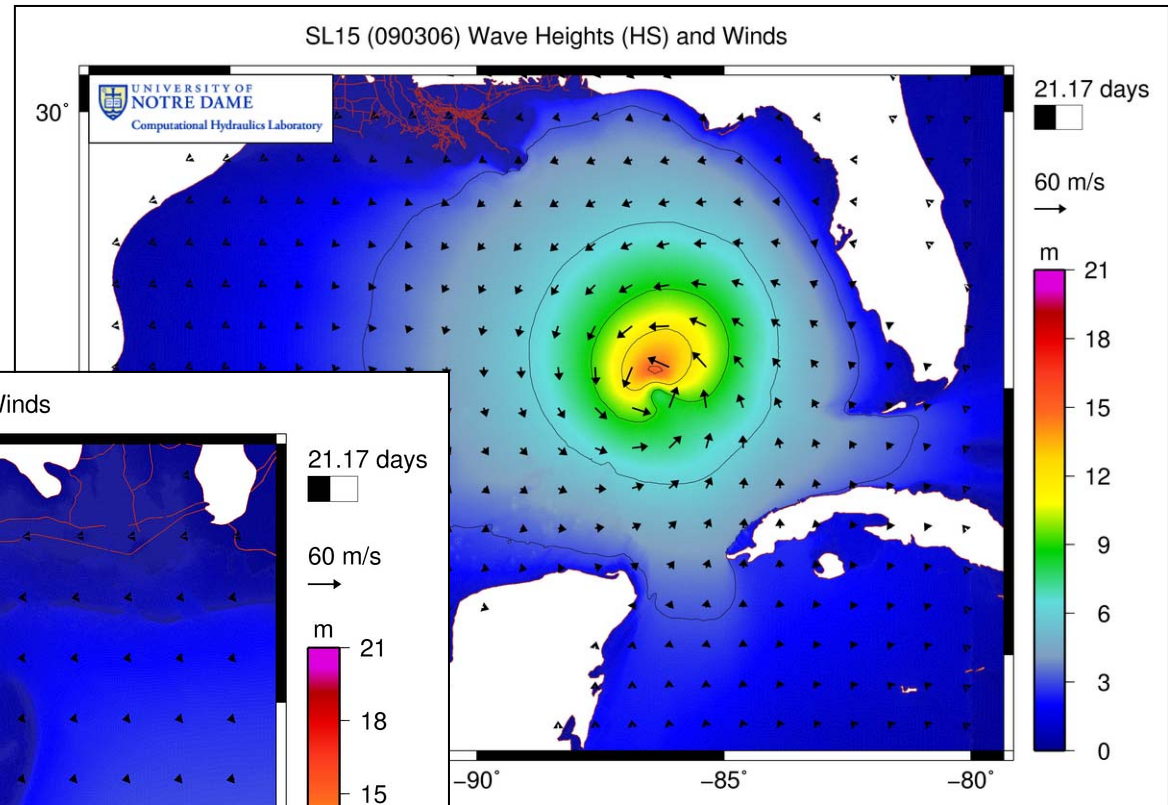 SL15 (090306) Wave Heights (HS) and Winds
UNIVERSITY OF
NOTRE DAME
Computational Hydraulics Laboratory
30°
21.17 days
60 m/s
m
21
18
15
12
9
6
3
0
−90°
−85°
−80°
Winds
21.17 days
60 m/s
m
21
18
15